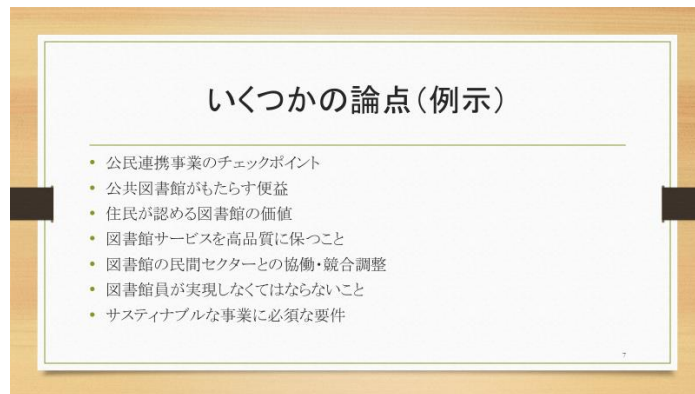 いくつかの論点(例示)
• 公民連携事業のチェックポイント
• 公共図書館がもたらす便益
• 住民が認める図書館の価値
• 図書館サービスを高品質に保つこと
• 図書館の民間セクターとの協働・競合調整
• 図書館員が実現しなくてはならないこと
• サスティナブルな事業に必須な要件
7